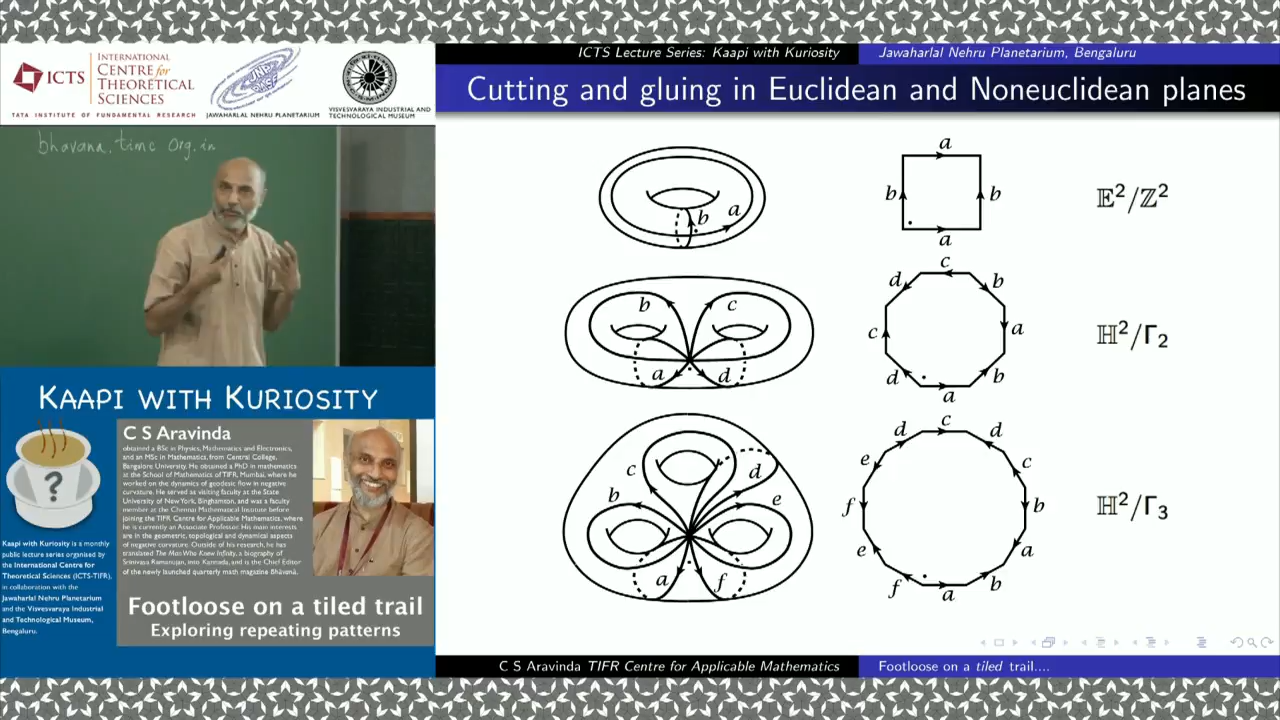 ICTS
INTERNATIONAL
CENTRE for
THEORETICAL
SCIENCES
TATA INSTITUTE OF FUNDAMENTAL RESEARCH
JAWAHARLAL NEHRU PLANETARIUM
VISVESVARAYA INDUSTRIAL AND
TECHNOLOGICAL MUSEUM
bhavana.time org.in
KAAPI WITH KURIOSITY
?
Kaapi with Kuriosity is a monthly
public lecture series organised by
the International Centre for
Theoretical Sciences (ICTS-TIFR),
in collaboration with the
Jawaharlal Nehru Planetarium
and the Visvesvaraya Industrial
and Technological Museum,
Bengaluru.
C S Aravinda
obtained a BSc in Physics, Mathematics and Electronics,
and an MSc in Mathematics, from Central College,
Bangalore University. He obtained a PhD in mathematics
at the School of Mathematics of TIFR, Mumbai, where he
worked on the dynamics of geodesic flow in negative
curvature. He served as visiting faculty at the State
University of New York, Binghamton, and was a faculty
member at the Chennai Mathematical Institute before
joining the TIFR Centre for Applicable Mathematics, where
he is currently an Associate Professor. His main interests
are in the geometric, topological and dynamical aspects
of negative curvature. Outside of his research, he has
translated The Man Who Knew Infinity, a biography of
Srinivasa Ramanujan, into Kannada, and is the Chief Editor
of the newly launched quarterly math magazine Bhāvanā.
Footloose on a tiled trail
Exploring repeating patterns
ICTS Lecture Series: Kaapi with Kuriosity
Jawaharlal Nehru Planetarium, Bengaluru
Cutting and gluing in Euclidean and Noneuclidean planes
b a
a
b b
a
𝔼²/ℤ²
b c
a d
c
d b
c a
d b
a
ℍ²/Γ₂
c d
b e
a f
c
d d
e c
f b
e a
f b
a
ℍ²/Γ₃
C S Aravinda TIFR Centre for Applicable Mathematics
Footloose on a tiled trail....